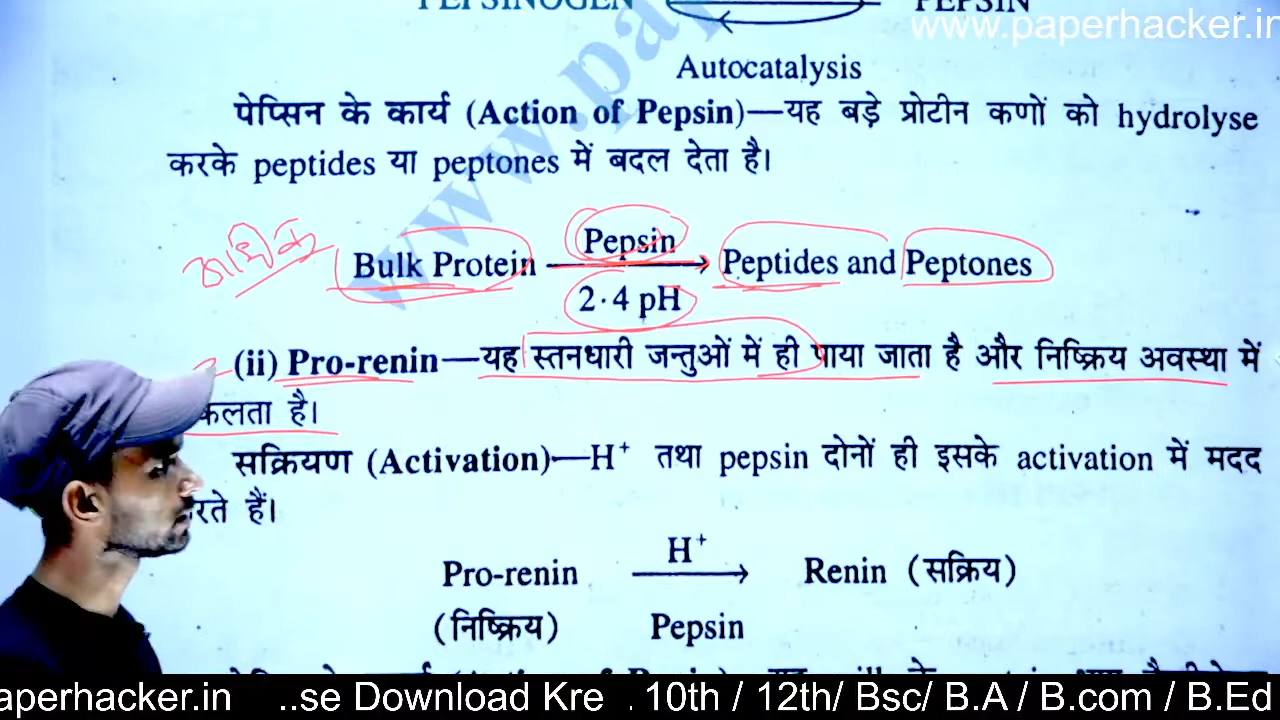 PEPSINOGEN PEPSIN
www.paperhacker.in
Autocatalysis
पेप्सिन के कार्य (Action of Pepsin)—यह बड़े प्रोटीन कणों को hydrolyse
करके peptides या peptones में बदल देता है।
Pepsin
Bulk Protein ⟶ Peptides and Peptones
2·4 pH
(ii) Pro-renin—यह स्तनधारी जन्तुओं में ही पाया जाता है और निष्क्रिय अवस्था में
कलता है।
सक्रियण (Activation)—H⁺ तथा pepsin दोनों ही इसके activation में मदद
रते हैं।
H⁺
Pro-renin ⟶ Renin (सक्रिय)
(निष्क्रिय) Pepsin
paperhacker.in ..se Download Kre . 10th / 12th/ Bsc/ B.A / B.com / B.Ed